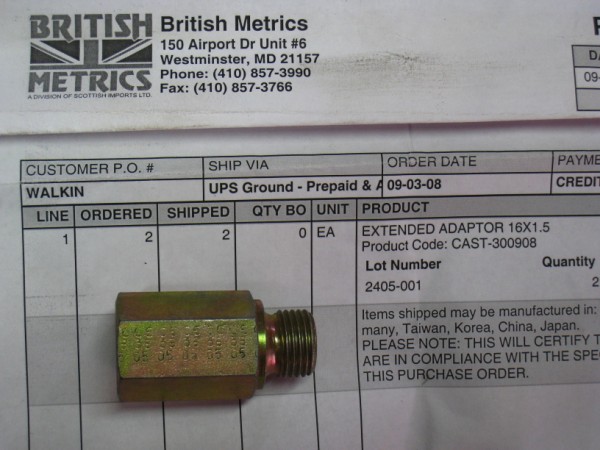 BRITISH
METRICS
A DIVISION OF SCOTTISH IMPORTS LTD.
British Metrics
150 Airport Dr Unit #6
Westminster, MD 21157
Phone: (410) 857-3990
Fax: (410) 857-3766
CUSTOMER P.O. # SHIP VIA ORDER DATE PAYME
WALKIN UPS Ground - Prepaid & A 09-03-08 CREDIT
LINE ORDERED SHIPPED QTY BO UNIT PRODUCT
1 2 2 0 EA EXTENDED ADAPTOR 16X1.5
Product Code: CAST-300908
Lot Number Quantity
2405-001 2
Items shipped may be manufactured in:
many, Taiwan, Korea, China, Japan.
PLEASE NOTE: THIS WILL CERTIFY T
ARE IN COMPLIANCE WITH THE SPE
THIS PURCHASE ORDER.